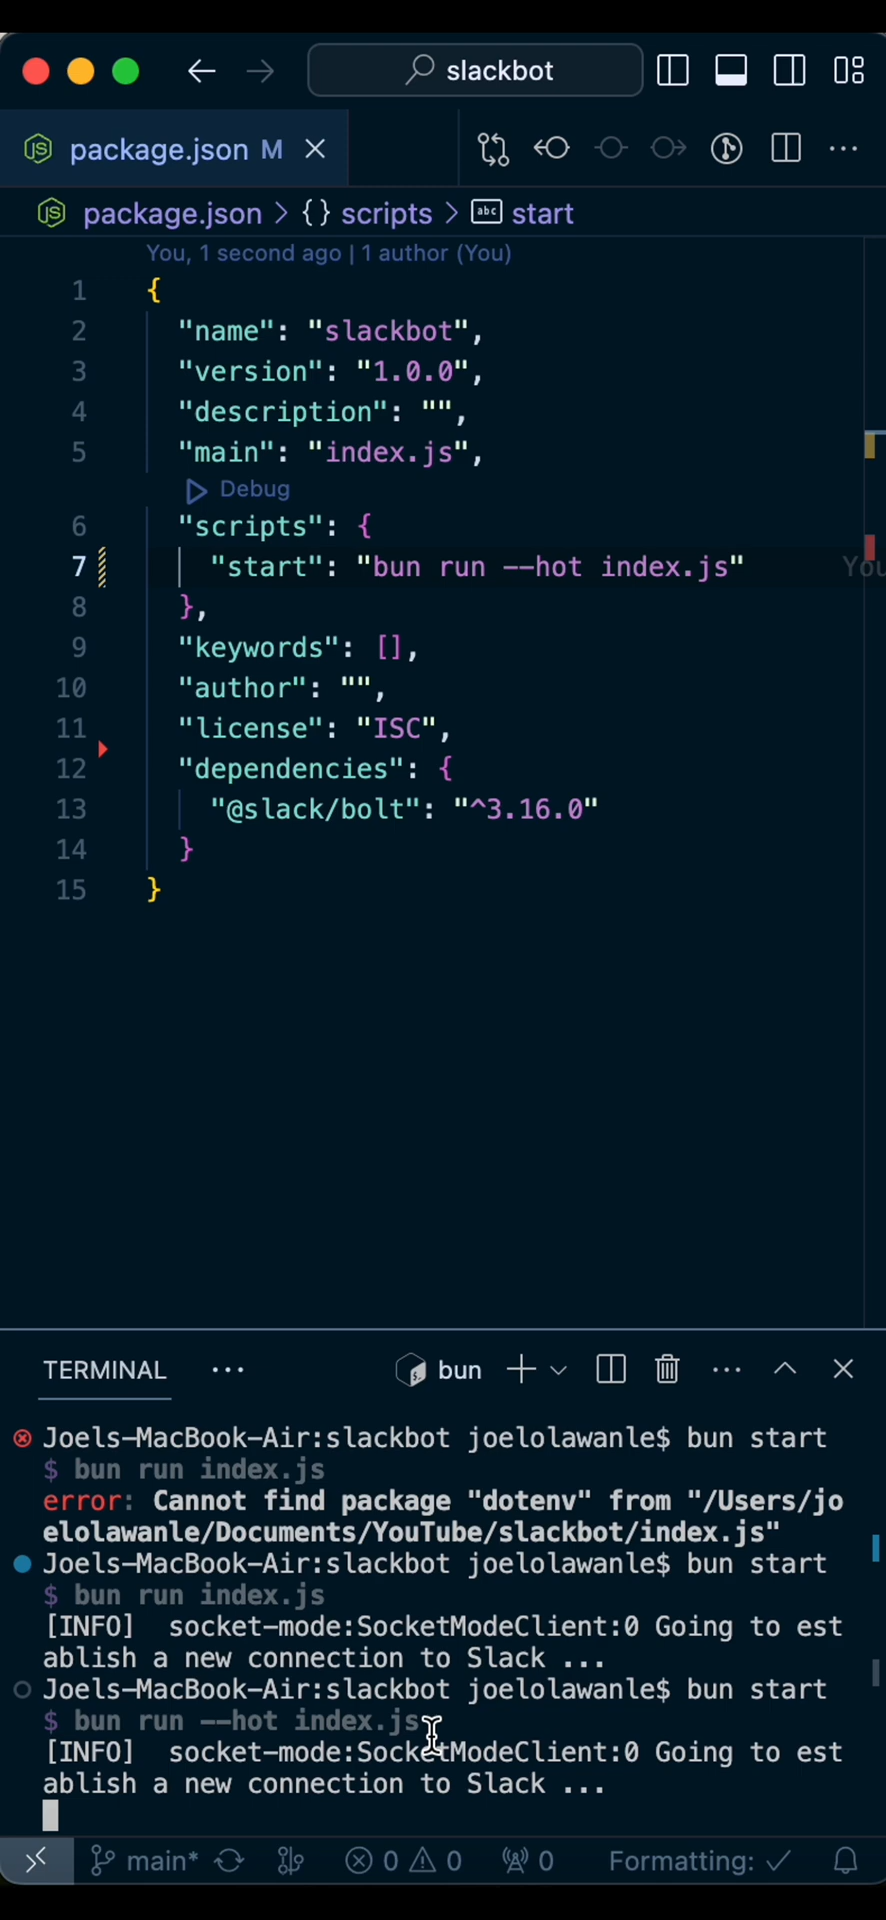 slackbot
package.json M
package.json > {} scripts > abc start
You, 1 second ago | 1 author (You)
1 {
2 "name": "slackbot",
3 "version": "1.0.0",
4 "description": "",
5 "main": "index.js",
Debug
6 "scripts": {
7 "start": "bun run --hot index.js" You
8 },
9 "keywords": [],
10 "author": "",
11 "license": "ISC",
12 "dependencies": {
13 "@slack/bolt": "^3.16.0"
14 }
15 }
TERMINAL ... bun
Joels-MacBook-Air:slackbot joelolawanle$ bun start
$ bun run index.js
error: Cannot find package "dotenv" from "/Users/jo
elolawanle/Documents/YouTube/slackbot/index.js"
Joels-MacBook-Air:slackbot joelolawanle$ bun start
$ bun run index.js
[INFO]  socket-mode:SocketModeClient:0 Going to est
ablish a new connection to Slack ...
Joels-MacBook-Air:slackbot joelolawanle$ bun start
$ bun run --hot index.js
[INFO]  socket-mode:SocketModeClient:0 Going to est
ablish a new connection to Slack ...
main* 0 0 0 Formatting: ✓